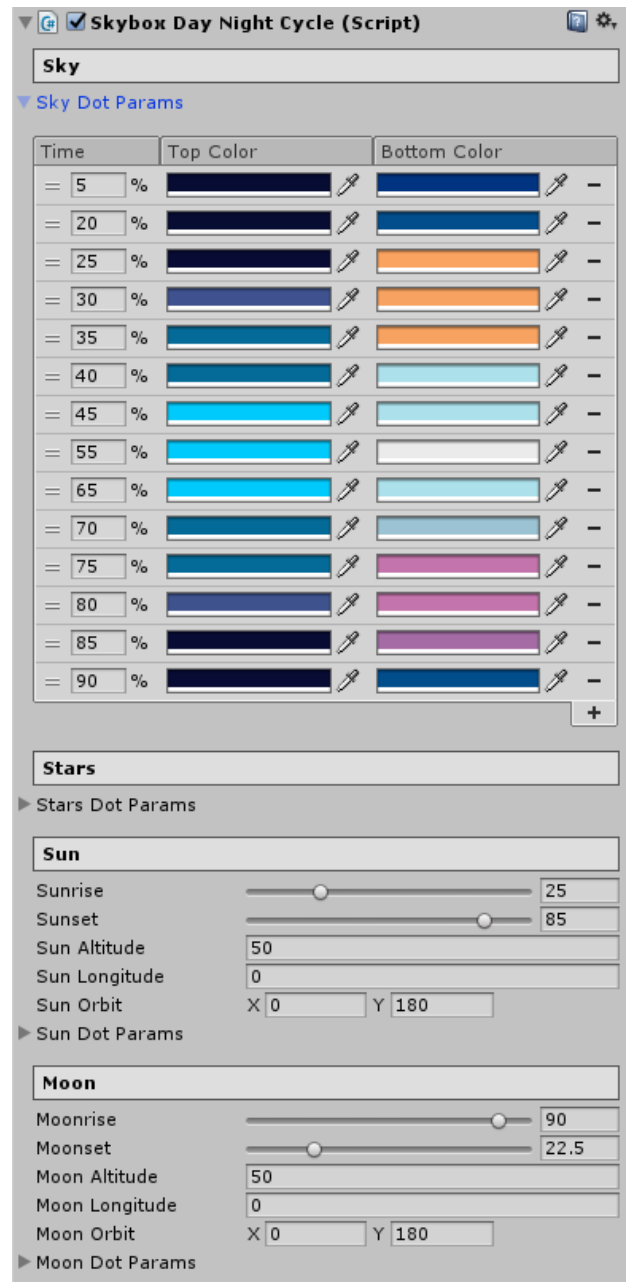 Skybox Day Night Cycle (Script)
Sky
Sky Dot Params
Time Top Color Bottom Color
= 5 % −
= 20 % −
= 25 % −
= 30 % −
= 35 % −
= 40 % −
= 45 % −
= 55 % −
= 65 % −
= 70 % −
= 75 % −
= 80 % −
= 85 % −
= 90 % −
+
Stars
Stars Dot Params
Sun
Sunrise 25
Sunset 85
Sun Altitude 50
Sun Longitude 0
Sun Orbit X 0 Y 180
Sun Dot Params
Moon
Moonrise 90
Moonset 22.5
Moon Altitude 50
Moon Longitude 0
Moon Orbit X 0 Y 180
Moon Dot Params